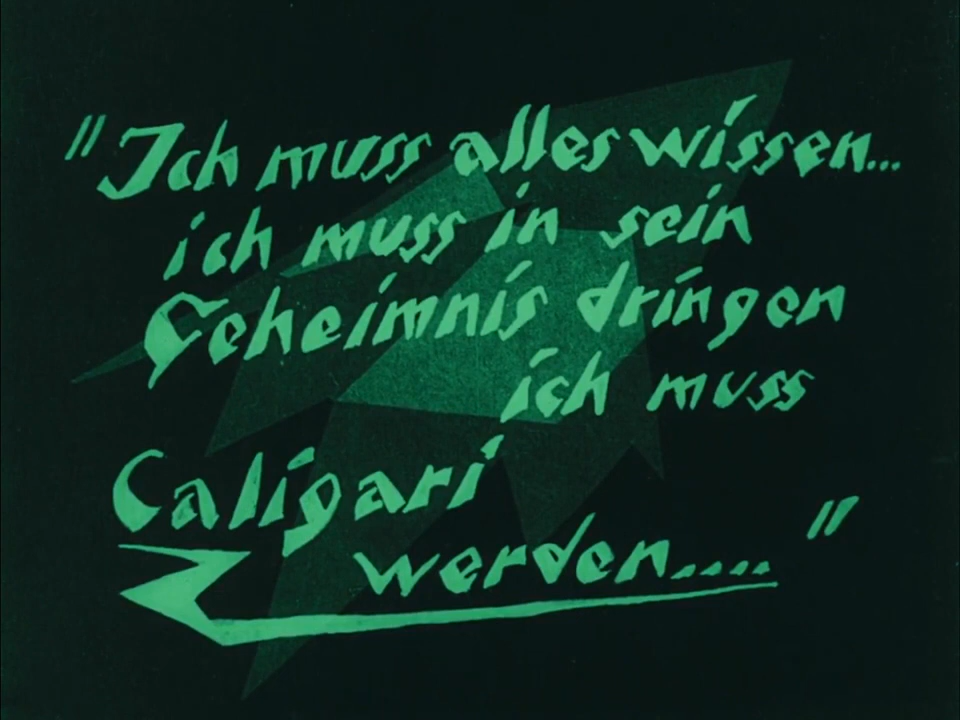 "Ich muss alles wissen...
ich muss in sein
Geheimnis dringen
ich muss
Caligari
werden...."